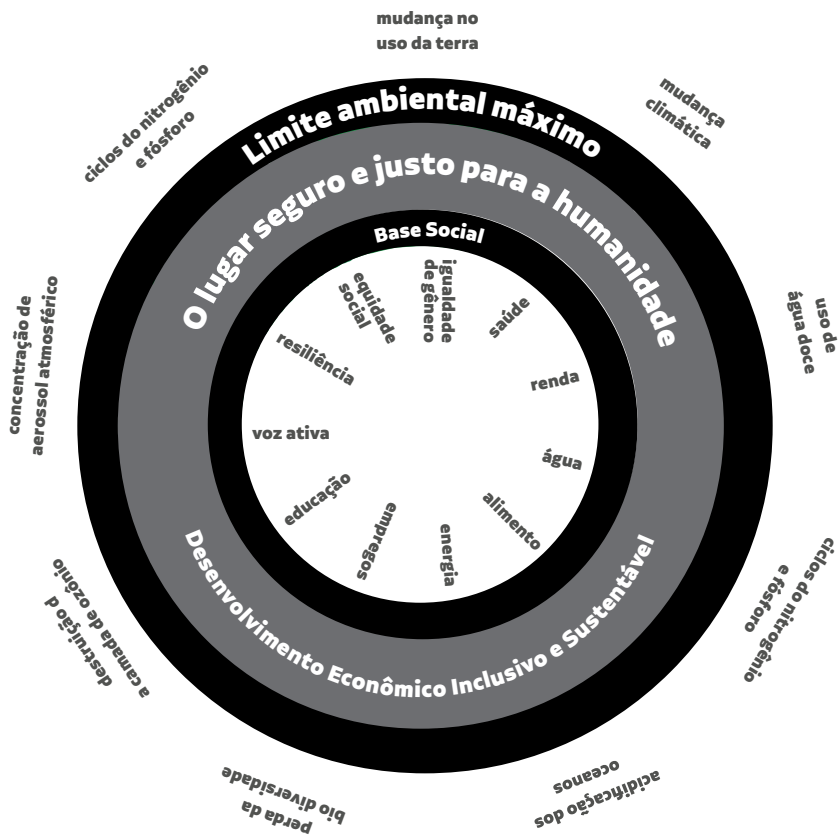 mudança no
uso da terra
mudança
climática
uso de
água doce
ciclos do nitrogênio
e fósforo
acidificação dos
oceanos
perda da
bio diversidade
destruição d
a camada de ozônio
concentração de
aerossol atmosférico
ciclos do nitrogênio
e fósforo
Limite ambiental máximo
O lugar seguro e justo para a humanidade
Base Social
igualdade
de gênero
saúde
renda
água
alimento
energia
empregos
educação
voz ativa
resiliência
equidade
social
Desenvolvimento Econômico Inclusivo e Sustentável